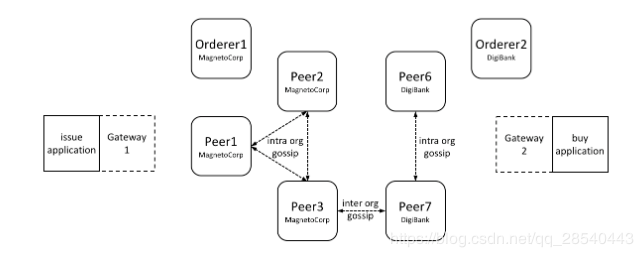 Orderer1
MagnetoCorp
Orderer2
DigiBank
Peer2
MagnetoCorp
Peer6
DigiBank
issue
application
Gateway
1
Peer1
MagnetoCorp
intra org
gossip
intra org
gossip
Gateway
2
buy
application
Peer3
MagnetoCorp
inter org
gossip
Peer7
DigiBank
https://blog.csdn.net/qq_28540443